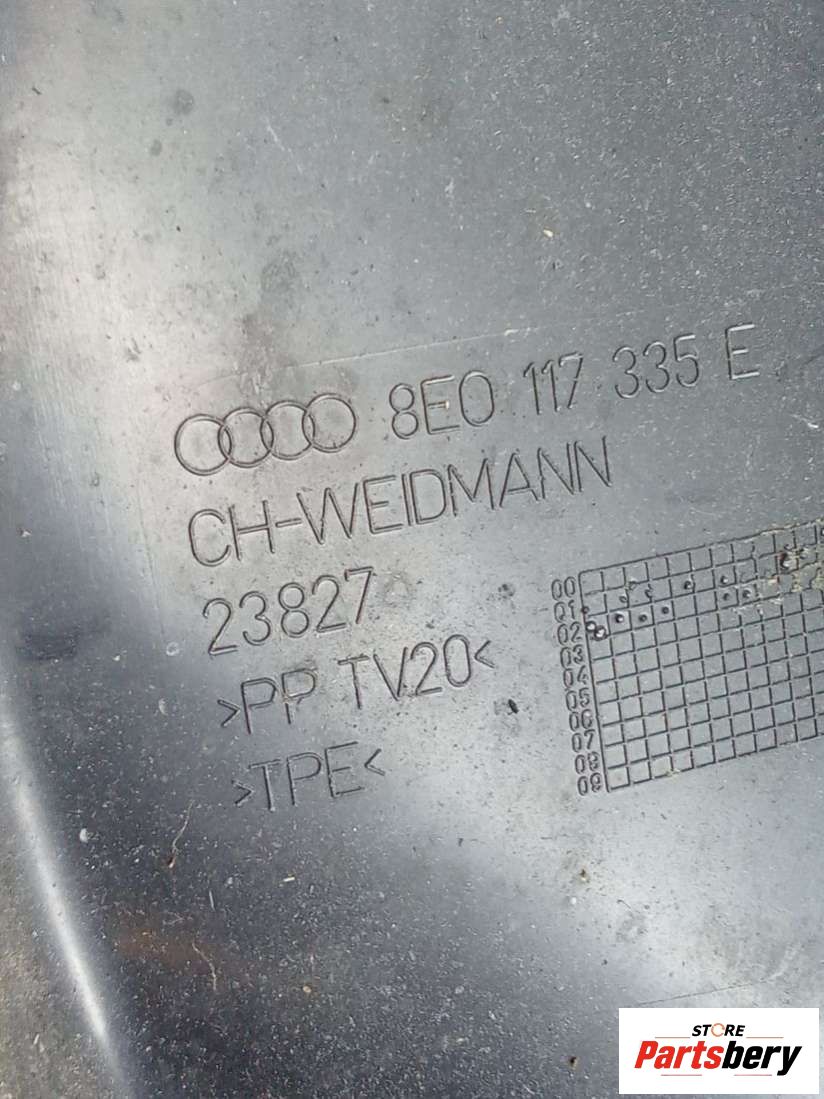 8E0 117 335 E
CH-WEIDMANN
23827
>PP TV20<
>TPE<
00
01
02
03
04
05
06
07
08
09
STORE
Partsbery